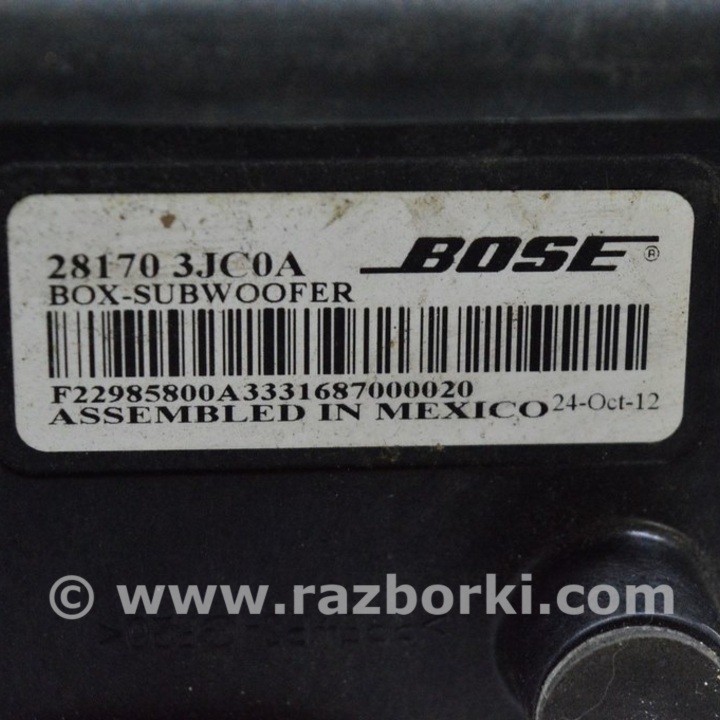 28170 3JC0A BOSE®
BOX-SUBWOOFER
F22985800A3331687000020
ASSEMBLED IN MEXICO 24-Oct-12
© www.razborki.com